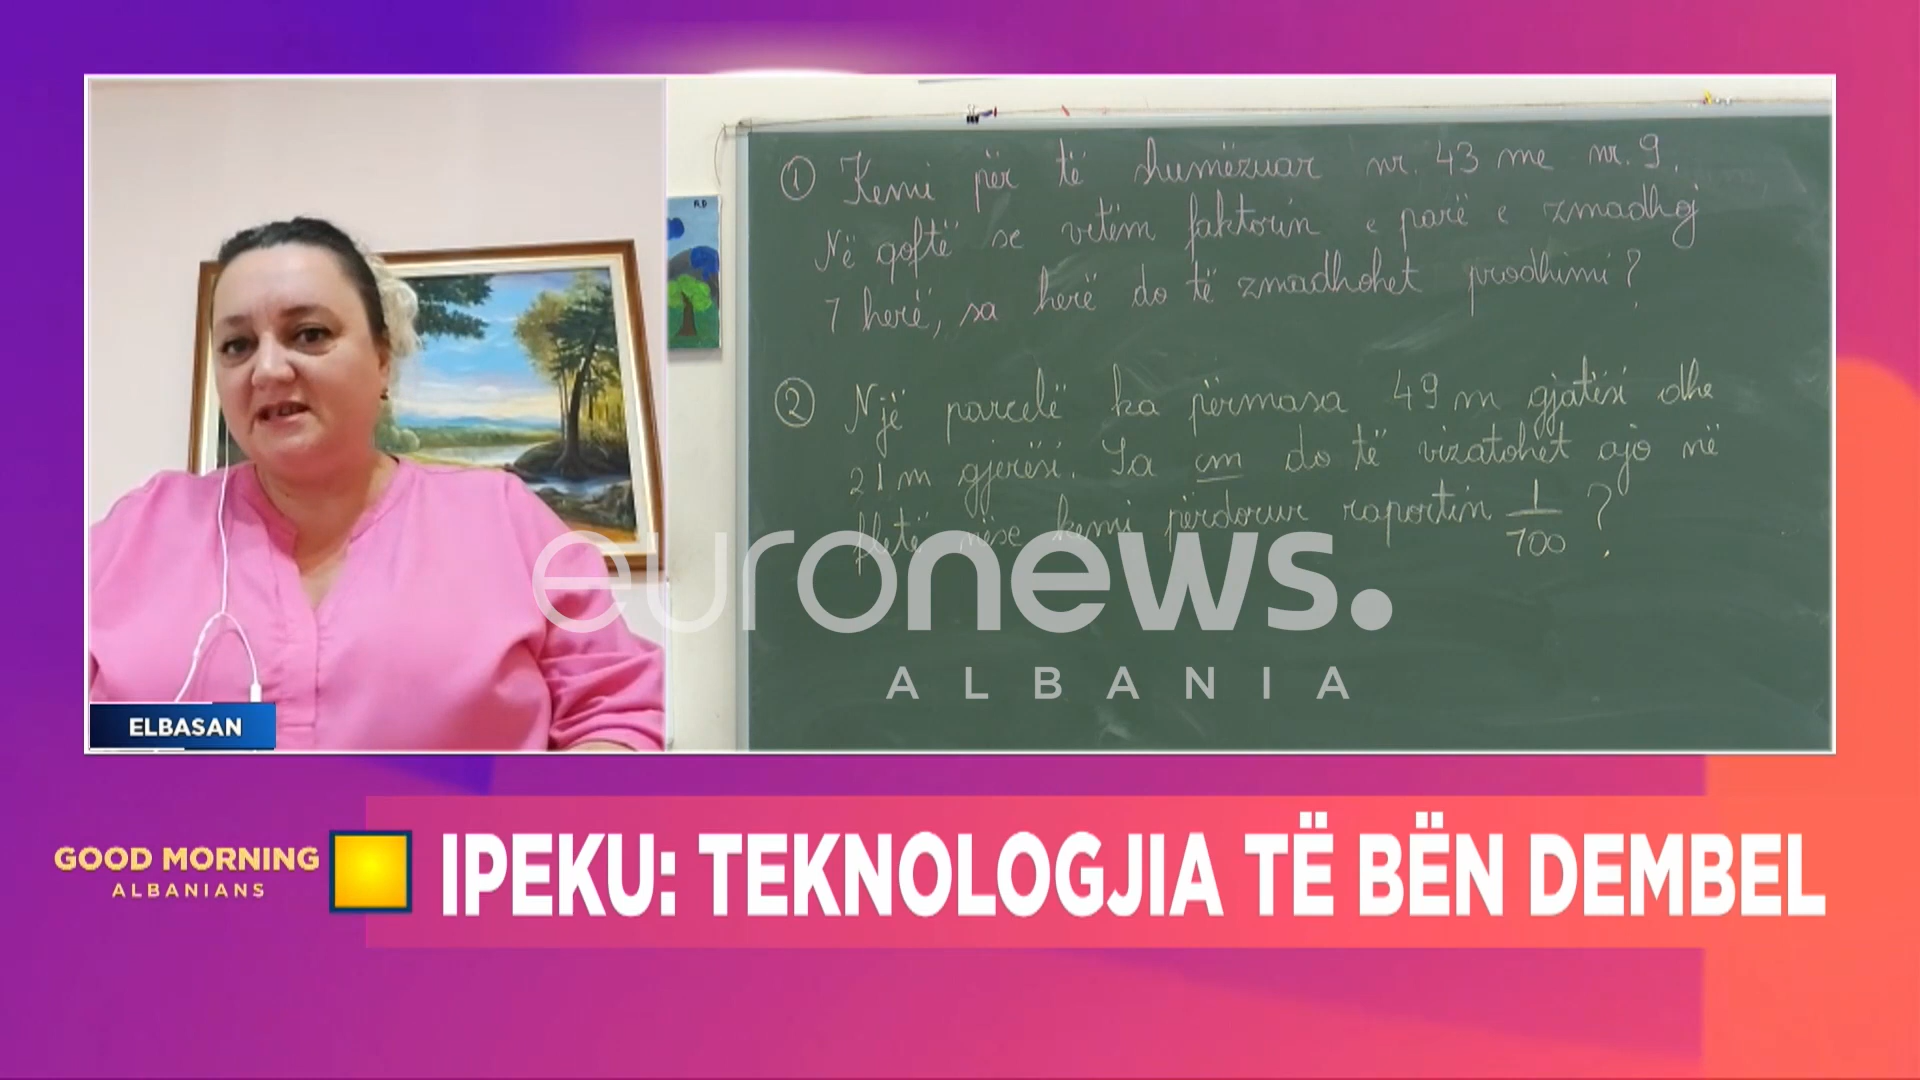 ① Kemi për të shumëzuar nr. 43 me nr. 9.
Në qoftë se vetëm faktorin e parë e zmadhoj
7 herë, sa herë do të zmadhohet prodhimi?
② Një parcelë ka përmasa 49 m gjatësi dhe
21 m gjerësi. Sa cm do të vizatohet ajo në
fletë nëse kemi përdorur raportin 1/700 ?
RD
euronews.
ALBANIA
ELBASAN
GOOD MORNING
ALBANIANS
IPEKU: TEKNOLOGJIA TË BËN DEMBEL